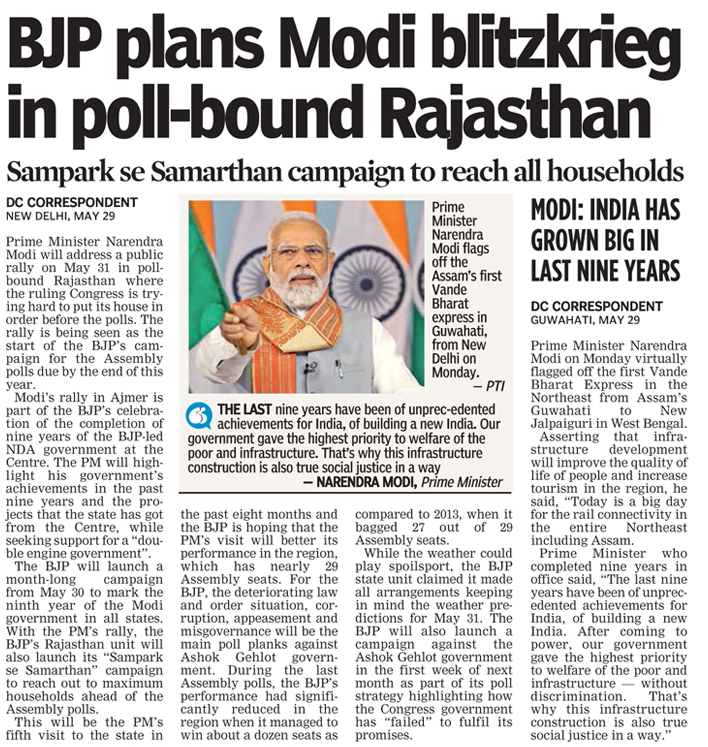 BJP plans Modi blitzkrieg
in poll-bound Rajasthan
Sampark se Samarthan campaign to reach all households
DC CORRESPONDENT
NEW DELHI, MAY 29
Prime Minister Narendra
Modi will address a public
rally on May 31 in poll-
bound Rajasthan where
the ruling Congress is try-
ing hard to put its house in
order before the polls. The
rally is being seen as the
start of the BJP's cam-
paign for the Assembly
polls due by the end of this
year.
Modi's rally in Ajmer is
part of the BJP's celebra-
tion of the completion of
nine years of the BJP-led
NDA government at the
Centre. The PM will high-
light his government's
achievements in the past
nine years and the pro-
jects that the state has got
from the Centre, while
seeking support for a "dou-
ble engine government".
The BJP will launch a
month-long campaign
from May 30 to mark the
ninth year of the Modi
government in all states.
With the PM's rally, the
BJP's Rajasthan unit will
also launch its "Sampark
se Samarthan" campaign
to reach out to maximum
households ahead of the
Assembly polls.
This will be the PM's
fifth visit to the state in
Prime
Minister
Narendra
Modi flags
off the
Assam's first
Vande
Bharat
express in
Guwahati,
from New
Delhi on
Monday.
— PTI
THE LAST nine years have been of unprec-edented
achievements for India, of building a new India. Our
government gave the highest priority to welfare of the
poor and infrastructure. That's why this infrastructure
construction is also true social justice in a way
— NARENDRA MODI, Prime Minister
the past eight months and
the BJP is hoping that the
PM's visit will better its
performance in the region,
which has nearly 29
Assembly seats. For the
BJP, the deteriorating law
and order situation, cor-
ruption, appeasement and
misgovernance will be the
main poll planks against
Ashok Gehlot govern-
ment. During the last
Assembly polls, the BJP's
performance had signifi-
cantly reduced in the
region when it managed to
win about a dozen seats as
compared to 2013, when it
bagged 27 out of 29
Assembly seats.
While the weather could
play spoilsport, the BJP
state unit claimed it made
all arrangements keeping
in mind the weather pre-
dictions for May 31. The
BJP will also launch a
campaign against the
Ashok Gehlot government
in the first week of next
month as part of its poll
strategy highlighting how
the Congress government
has "failed" to fulfil its
promises.
MODI: INDIA HAS
GROWN BIG IN
LAST NINE YEARS
DC CORRESPONDENT
GUWAHATI, MAY 29
Prime Minister Narendra
Modi on Monday virtually
flagged off the first Vande
Bharat Express in the
Northeast from Assam's
Guwahati to New
Jalpaiguri in West Bengal.
Asserting that infra-
structure development
will improve the quality of
life of people and increase
tourism in the region, he
said, "Today is a big day
for the rail connectivity in
the entire Northeast
including Assam.
Prime Minister who
completed nine years in
office said, "The last nine
years have been of unprec-
edented achievements for
India, of building a new
India. After coming to
power, our government
gave the highest priority
to welfare of the poor and
infrastructure — without
discrimination. That's
why this infrastructure
construction is also true
social justice in a way."